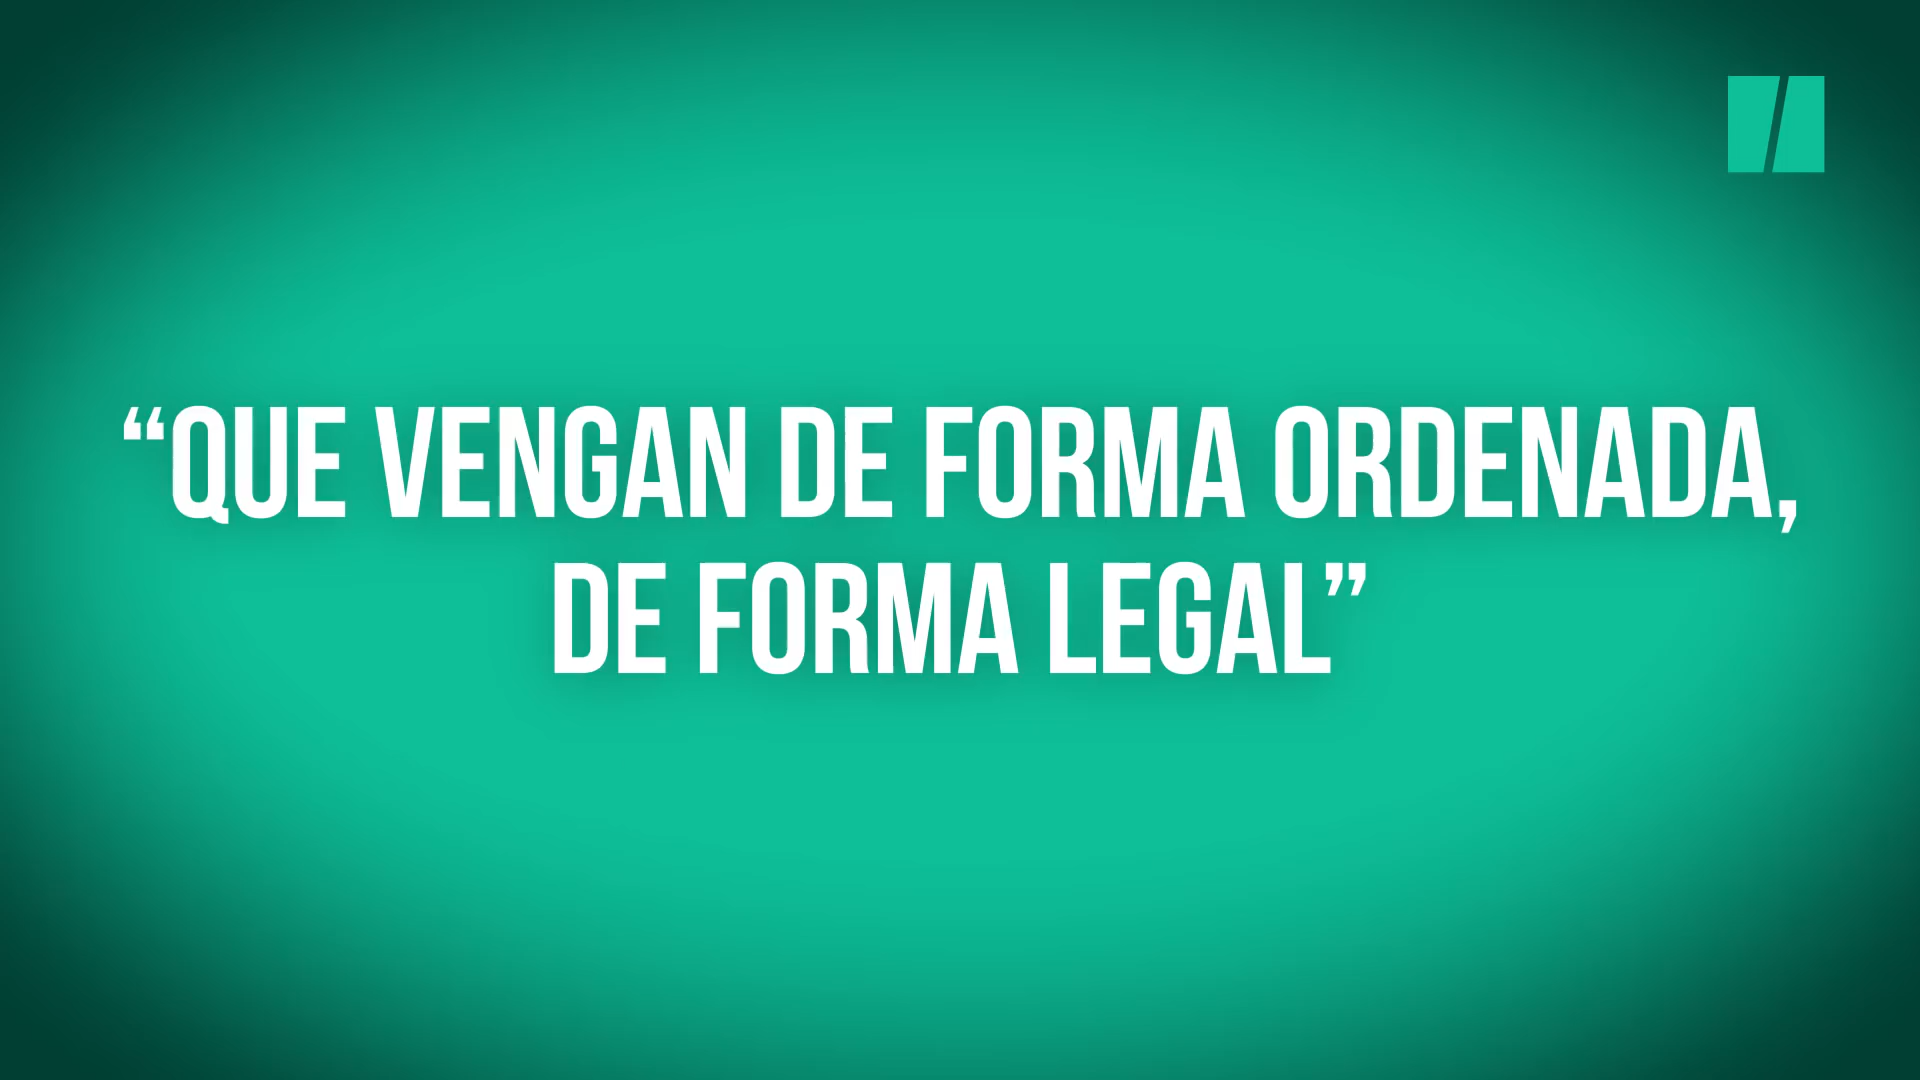 “QUE VENGAN DE FORMA ORDENADA,
DE FORMA LEGAL”